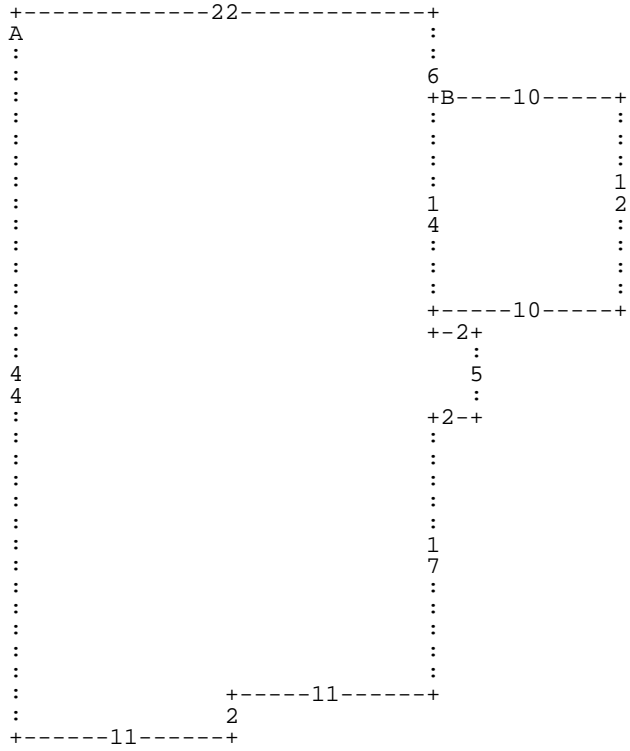 +-------------22-------------+
A                            :
:                            :
:                            6
:                            +B----10-----+
:                            :            :
:                            :            :
:                            :            :
:                            :            1
:                            1            2
:                            4            :
:                            :            :
:                            :            :
:                            :            :
:                            +-----10-----+
:                            +-2+
:                               :
4                               5
4                               :
:                            +2-+
:                            :
:                            :
:                            :
:                            :
:                            :
:                            1
:                            7
:                            :
:                            :
:                            :
:                            :
:                            :
:              +-----11------+
:              2
+------11------+